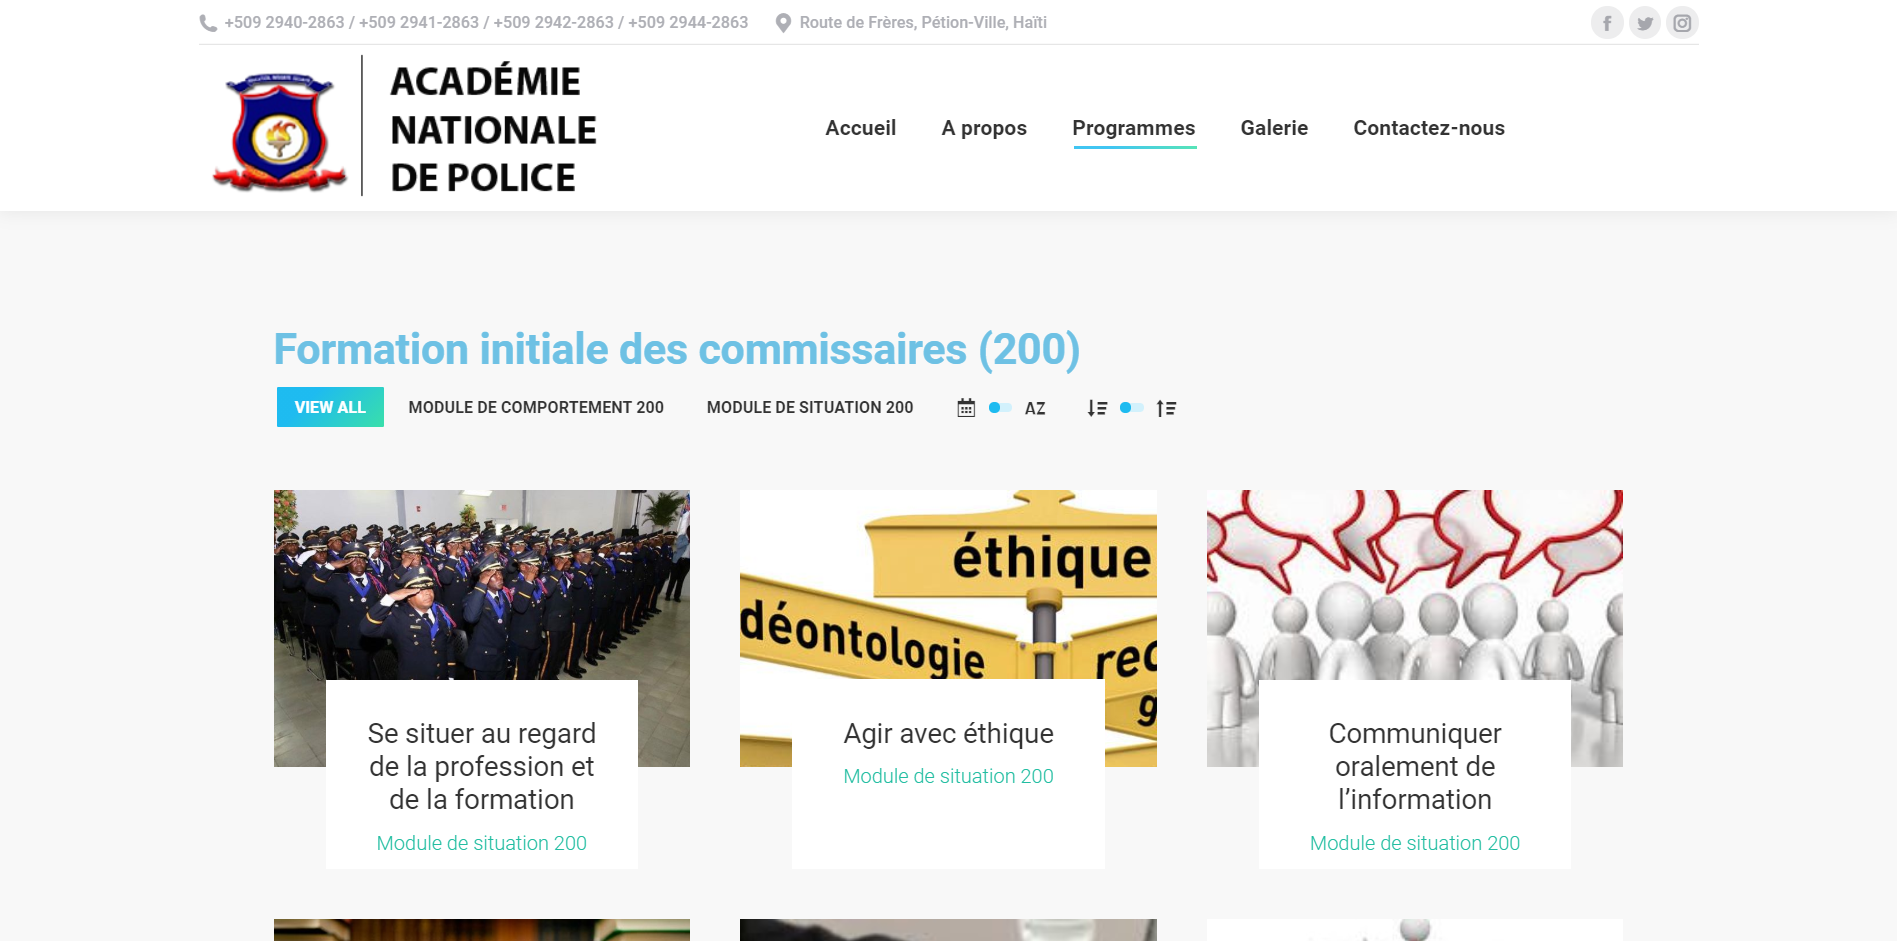 +509 2940-2863 / +509 2941-2863 / +509 2942-2863 / +509 2944-2863 Route de Frères, Pétion-Ville, Haïti
ACADÉMIE
NATIONALE
DE POLICE
Accueil A propos Programmes Galerie Contactez-nous
Formation initiale des commissaires (200)
VIEW ALL MODULE DE COMPORTEMENT 200 MODULE DE SITUATION 200 AZ
éthique
déontologie
Se situer au regard
de la profession et
de la formation
Module de situation 200
Agir avec éthique
Module de situation 200
Communiquer
oralement de
l’information
Module de situation 200